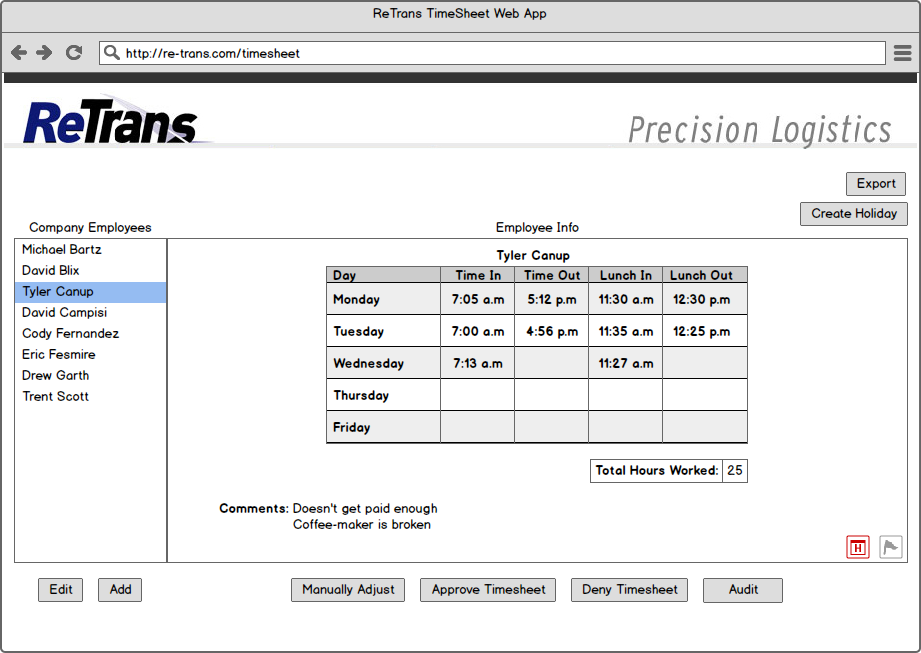 ReTrans TimeSheet Web App
http://re-trans.com/timesheet
ReTrans
Precision Logistics
Export
Create Holiday
Company Employees
Employee Info
Michael Bartz
David Blix
Tyler Canup
David Campisi
Cody Fernandez
Eric Fesmire
Drew Garth
Trent Scott
Tyler Canup
Day Time In Time Out Lunch In Lunch Out
Monday 7:05 a.m 5:12 p.m 11:30 a.m 12:30 p.m
Tuesday 7:00 a.m 4:56 p.m 11:35 a.m 12:25 p.m
Wednesday 7:13 a.m 11:27 a.m
Thursday
Friday
Total Hours Worked: 25
Comments: Doesn't get paid enough
Coffee-maker is broken
H
Edit Add Manually Adjust Approve Timesheet Deny Timesheet Audit